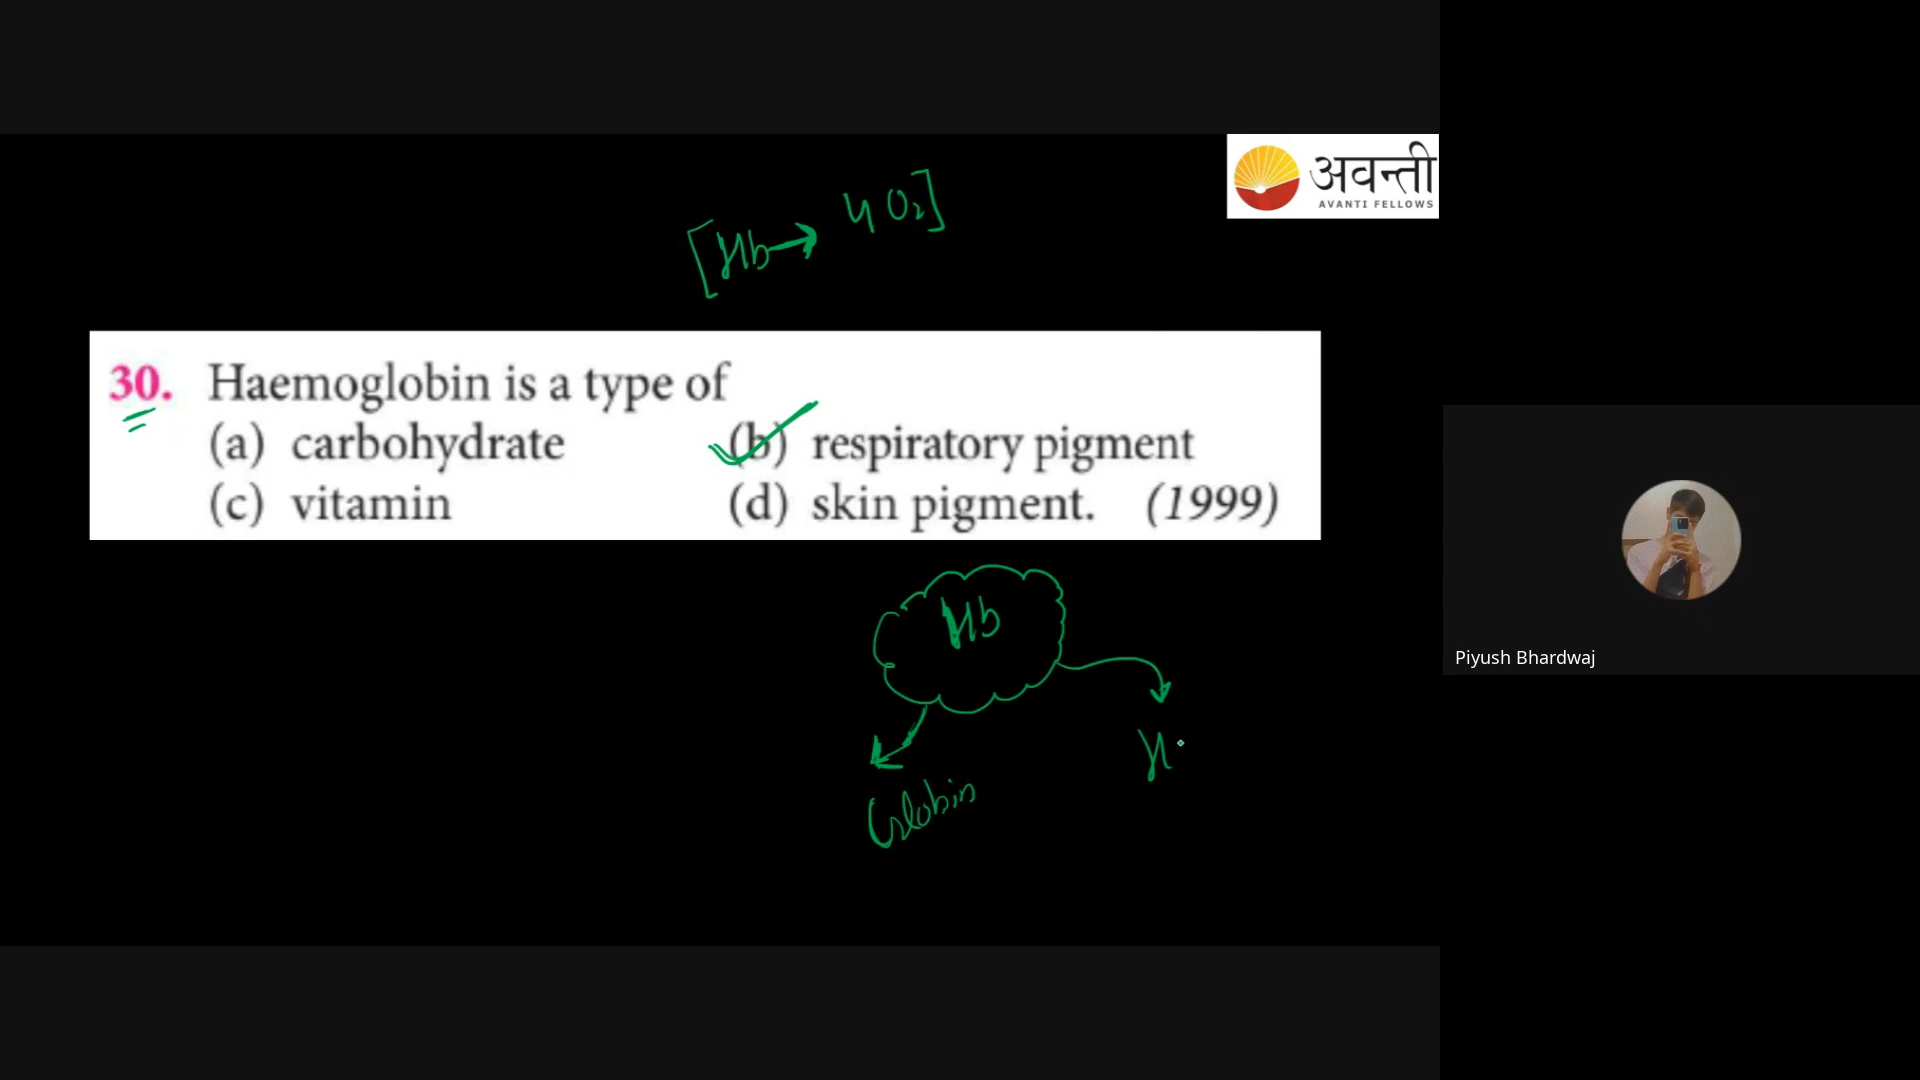 अवन्ती
AVANTI FELLOWS
[Hb→ 4 O₂]
30. Haemoglobin is a type of
(a) carbohydrate (b) respiratory pigment
(c) vitamin (d) skin pigment. (1999)
Hb
Piyush Bhardwaj
H
Globin